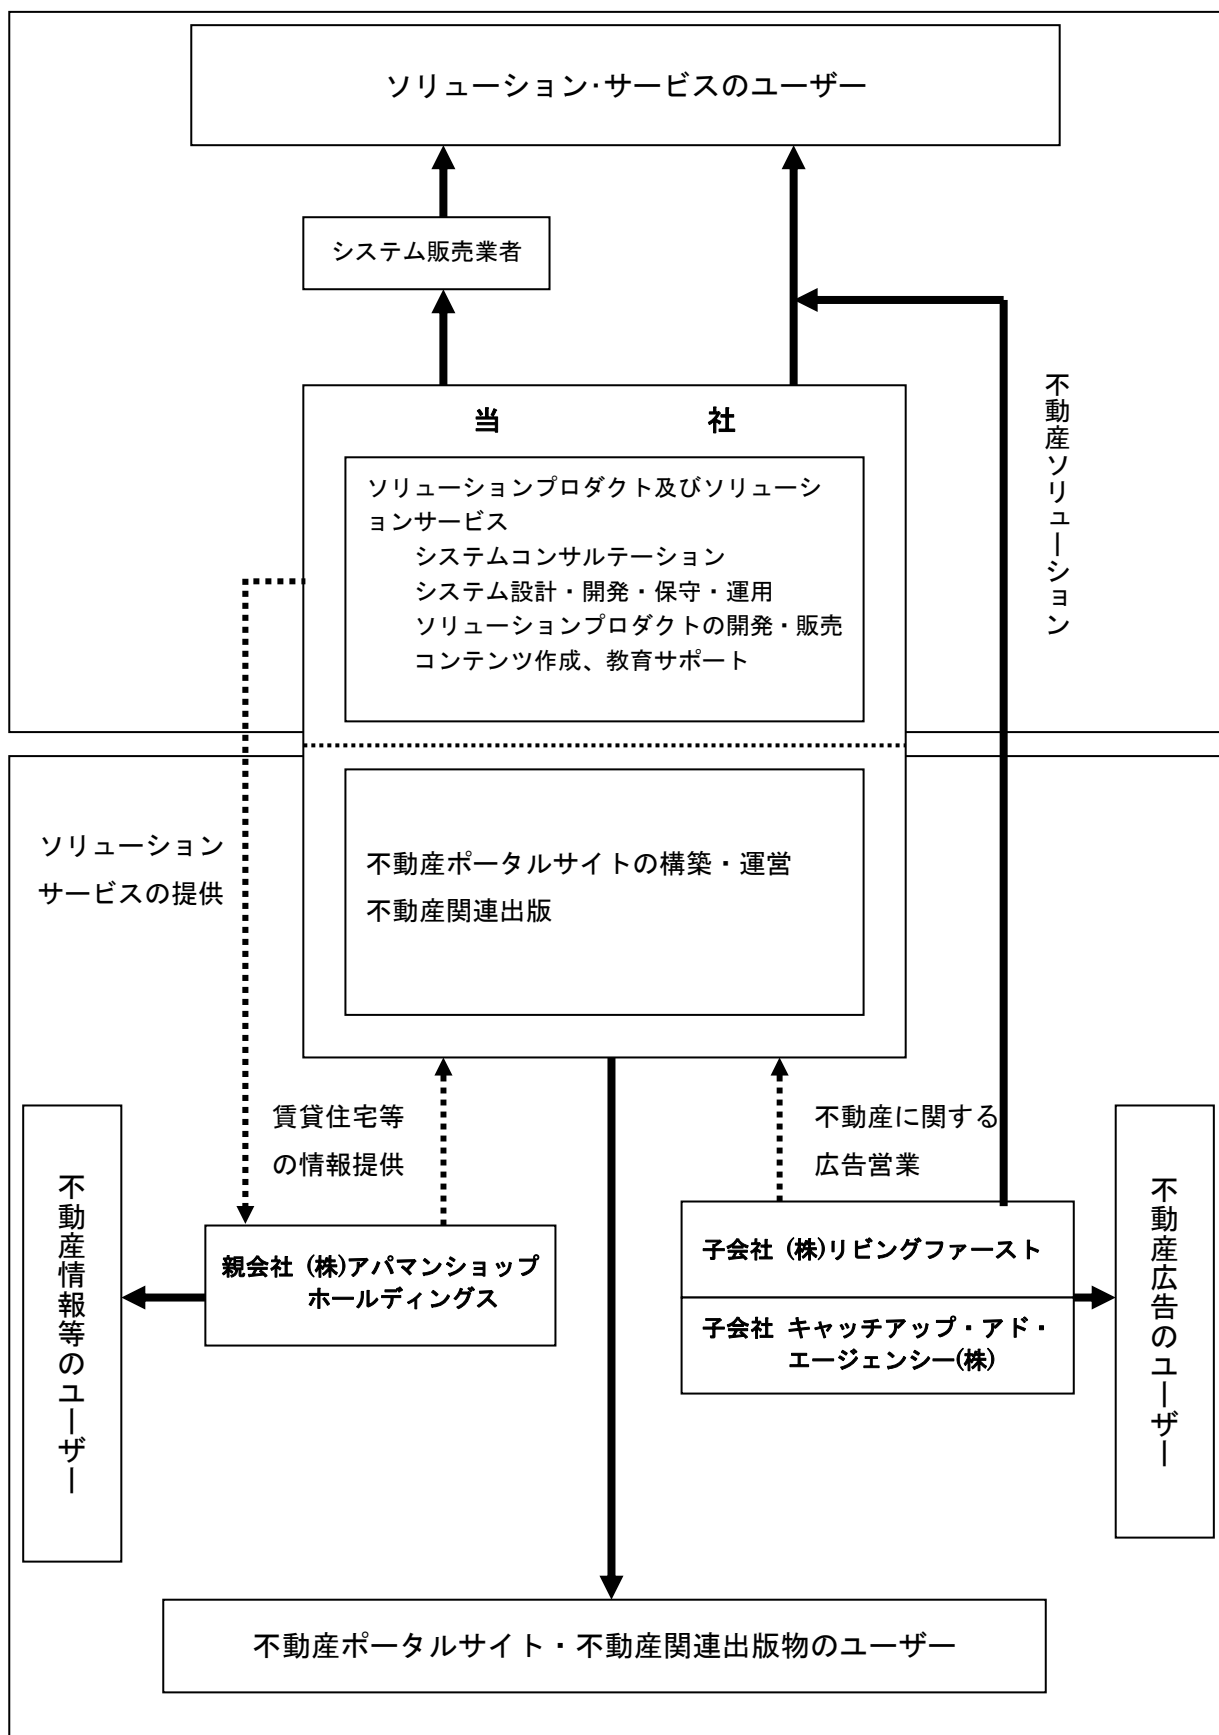 ソリューション・サービスのユーザー
システム販売業者
当　社
ソリューションプロダクト及びソリューシ
ョンサービス
システムコンサルテーション
システム設計・開発・保守・運用
ソリューションプロダクトの開発・販売
コンテンツ作成、教育サポート
不動産ソリューション
ソリューション
サービスの提供
不動産ポータルサイトの構築・運営
不動産関連出版
賃貸住宅等
の情報提供
不動産に関する
広告営業
不動産情報等のユーザー
親会社 (株)アパマンショップ
ホールディングス
子会社 (株)リビングファースト
子会社 キャッチアップ・アド・
エージェンシー(株)
不動産広告のユーザー
不動産ポータルサイト・不動産関連出版物のユーザー